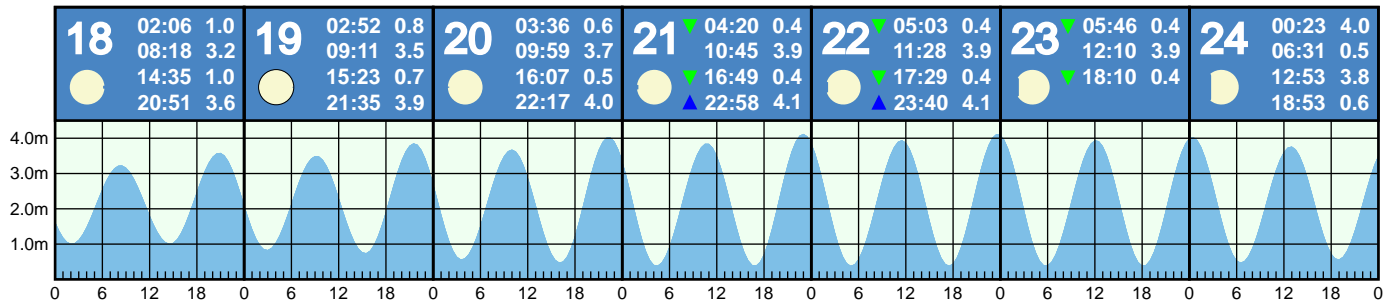 18 02:06 1.0
08:18 3.2
14:35 1.0
20:51 3.6
19 02:52 0.8
09:11 3.5
15:23 0.7
21:35 3.9
20 03:36 0.6
09:59 3.7
16:07 0.5
22:17 4.0
21 ▼ 04:20 0.4
10:45 3.9
▼ 16:49 0.4
▲ 22:58 4.1
22 ▼ 05:03 0.4
11:28 3.9
▼ 17:29 0.4
▲ 23:40 4.1
23 ▼ 05:46 0.4
12:10 3.9
▼ 18:10 0.4
24 00:23 4.0
06:31 0.5
12:53 3.8
18:53 0.6
4.0m
3.0m
2.0m
1.0m
0 6 12 18 0 6 12 18 0 6 12 18 0 6 12 18 0 6 12 18 0 6 12 18 0 6 12 18 0